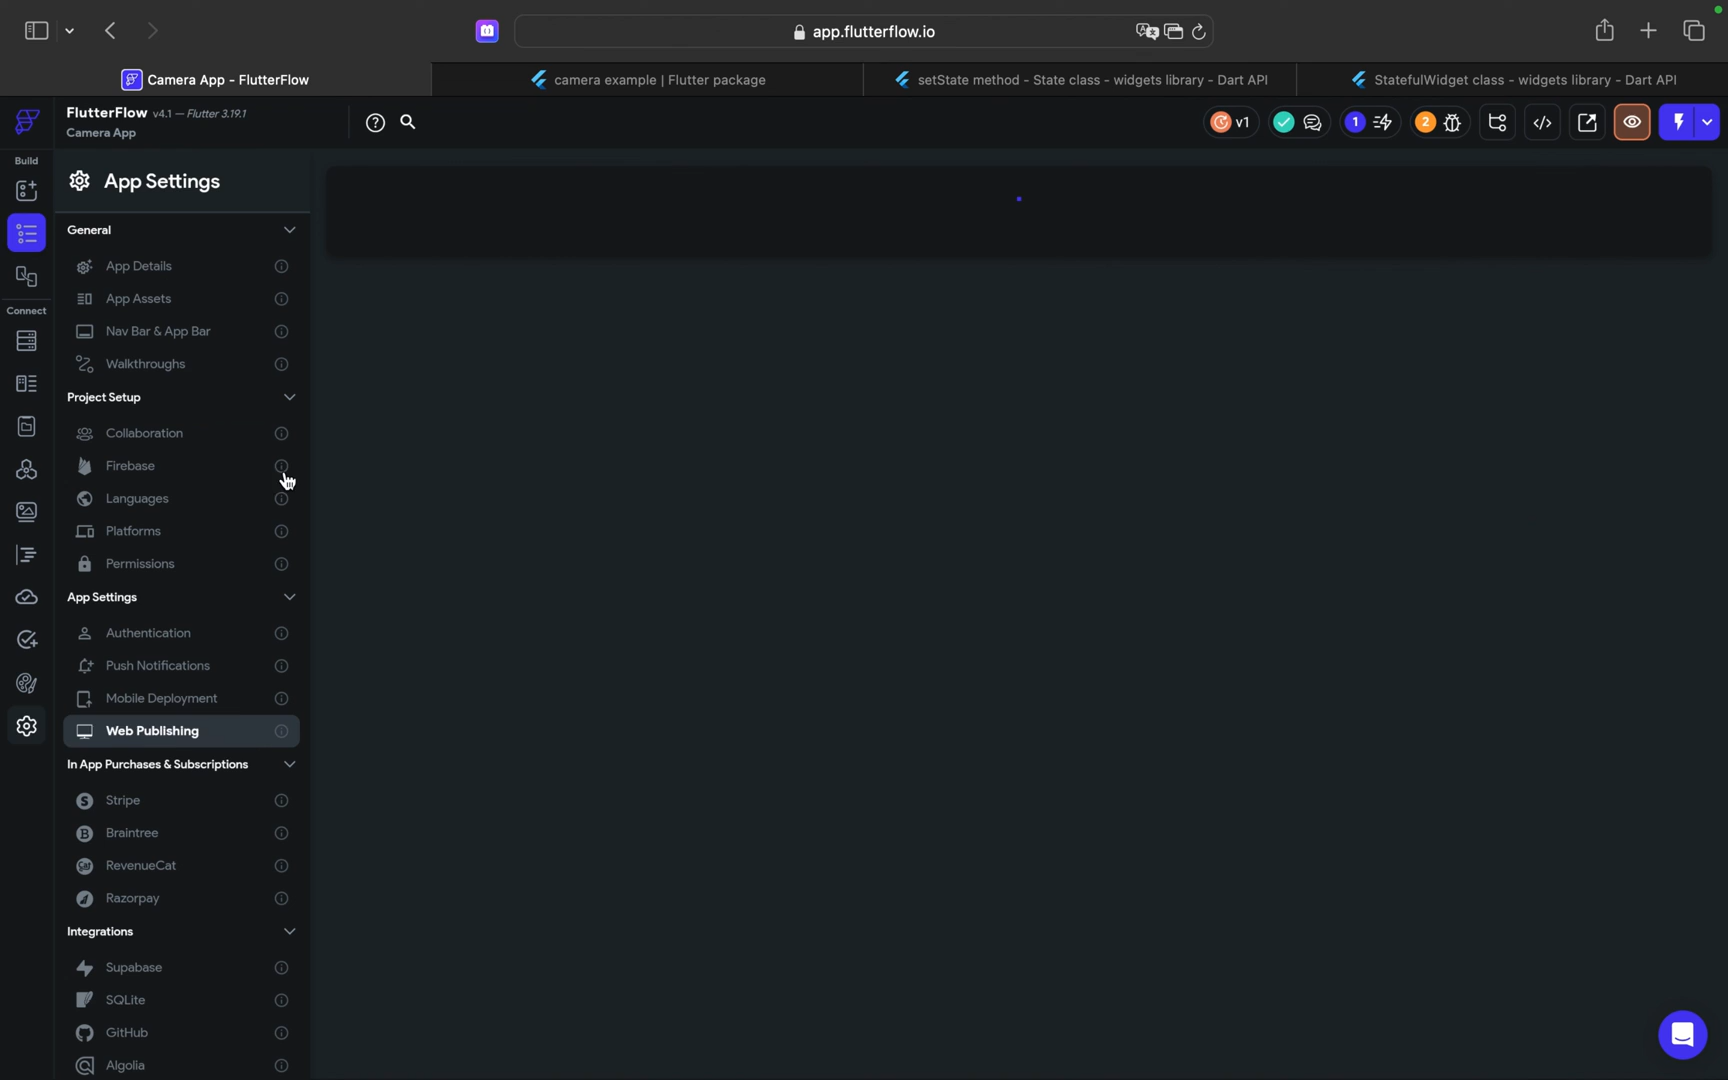 app.flutterflow.io
Camera App - FlutterFlow
camera example | Flutter package
setState method - State class - widgets library - Dart API
StatefulWidget class - widgets library - Dart API
FlutterFlow v4.1 — Flutter 3.19.1
Camera App
v1
1
2
Build
Connect
App Settings
General
App Details
App Assets
Nav Bar & App Bar
Walkthroughs
Project Setup
Collaboration
Firebase
Languages
Platforms
Permissions
App Settings
Authentication
Push Notifications
Mobile Deployment
Web Publishing
In App Purchases & Subscriptions
Stripe
Braintree
RevenueCat
Razorpay
Integrations
Supabase
SQLite
GitHub
Algolia